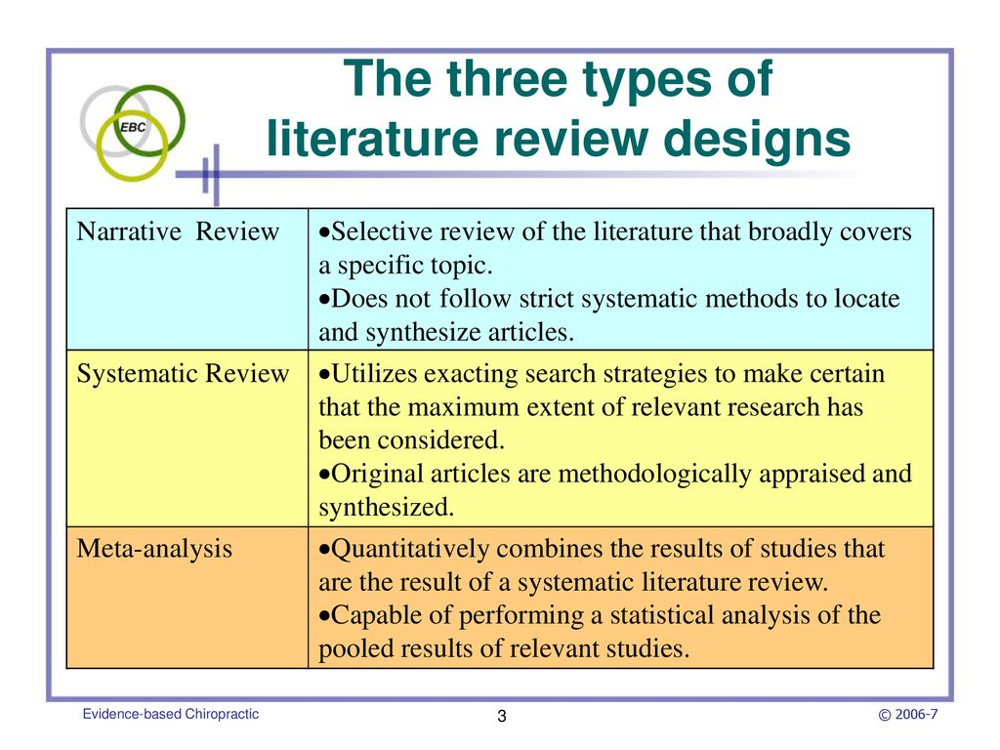 The three types of
literature review designs
EBC
Narrative Review
•Selective review of the literature that broadly covers
a specific topic.
•Does not follow strict systematic methods to locate
and synthesize articles.
Systematic Review
•Utilizes exacting search strategies to make certain
that the maximum extent of relevant research has
been considered.
•Original articles are methodologically appraised and
synthesized.
Meta-analysis
•Quantitatively combines the results of studies that
are the result of a systematic literature review.
•Capable of performing a statistical analysis of the
pooled results of relevant studies.
Evidence-based Chiropractic
3
© 2006-7